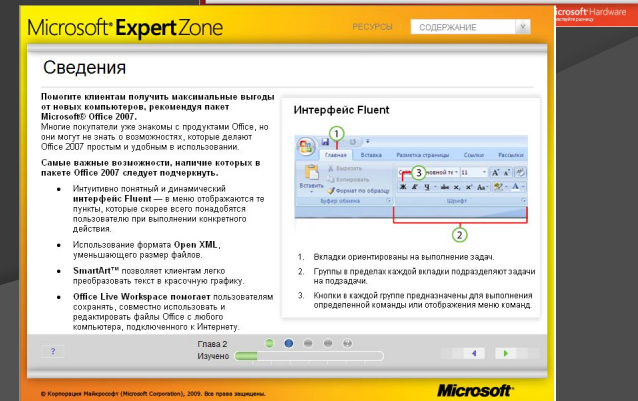 Microsoft® ExpertZone
РЕСУРСЫ
СОДЕРЖАНИЕ
Microsoft® Hardware
Сведения
Помогите клиентам получить максимальные выгоды
от новых компьютеров, рекомендуя пакет
Microsoft® Office 2007.
Многие покупатели уже знакомы с продуктами Office, но
они могут не знать о возможностях, которые делают
Office 2007 простым и удобным в использовании.
Самые важные возможности, наличие которых в
пакете Office 2007 следует подчеркнуть.
• Интуитивно понятный и динамический
интерфейс Fluent — в меню отображаются те
пункты, которые скорее всего понадобятся
пользователю при выполнении конкретного
действия.
• Использование формата Open XML,
уменьшающего размер файлов.
• SmartArt™ позволяет клиентам легко
преобразовать текст в красочную графику.
• Office Live Workspace помогает пользователям
сохранять, совместно использовать и
редактировать файлы Office с любого
компьютера, подключенного к Интернету.
Интерфейс Fluent
1
Главная Вставка Разметка страницы Ссылки Рассылки
Вставить
Вырезать
Копировать
Формат по образцу
Буфер обмена
3
11
Ж К Ч abc x, x² Aa
Шрифт
2
1. Вкладки ориентированы на выполнение задач.
2. Группы в пределах каждой вкладки подразделяют задачи
на подзадачи.
3. Кнопки в каждой группе предназначены для выполнения
определенной команды или отображения меню команд.
?
Глава 2
Изучено
© Корпорация Майкрософт (Microsoft Corporation), 2009. Все права защищены.
Microsoft®